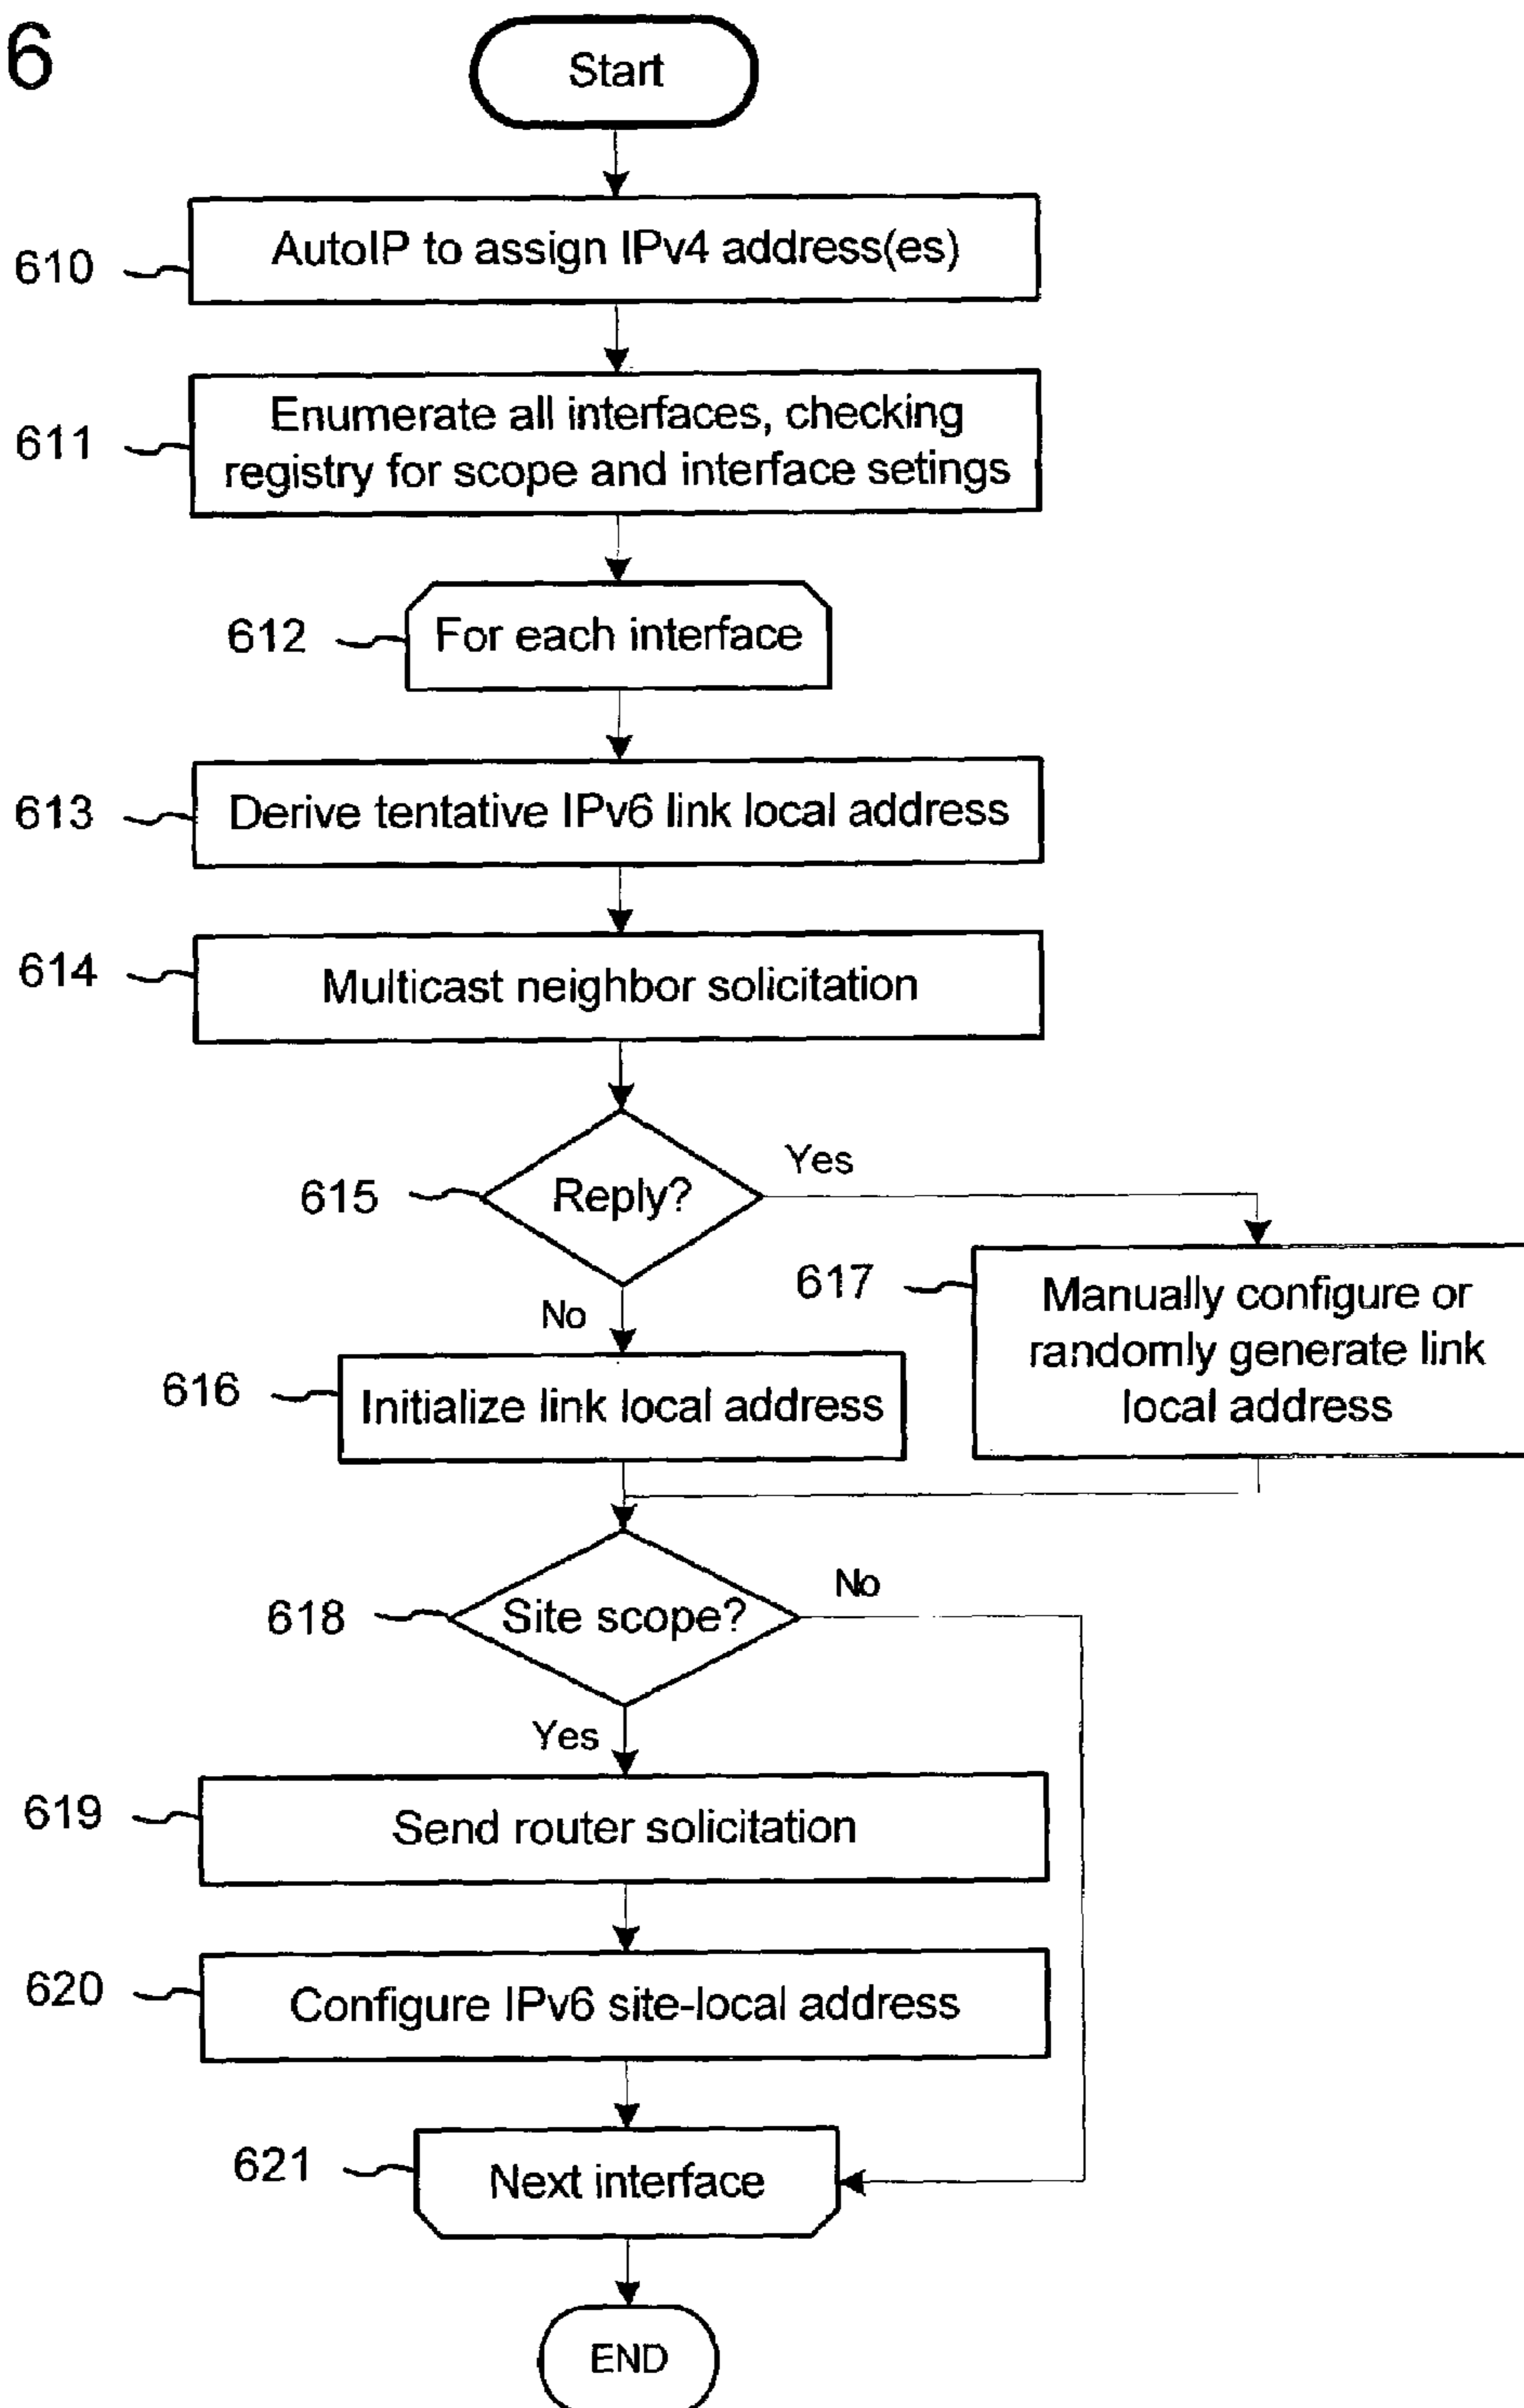 6
Start
610
AutoIP to assign IPv4 address(es)
611
Enumerate all interfaces, checking
registry for scope and interface setings
612
For each interface
613
Derive tentative IPv6 link local address
614
Multicast neighbor solicitation
615
Reply?
Yes
No
617
Manually configure or
randomly generate link
local address
616
Initialize link local address
618
Site scope?
No
Yes
619
Send router solicitation
620
Configure IPv6 site-local address
621
Next interface
END